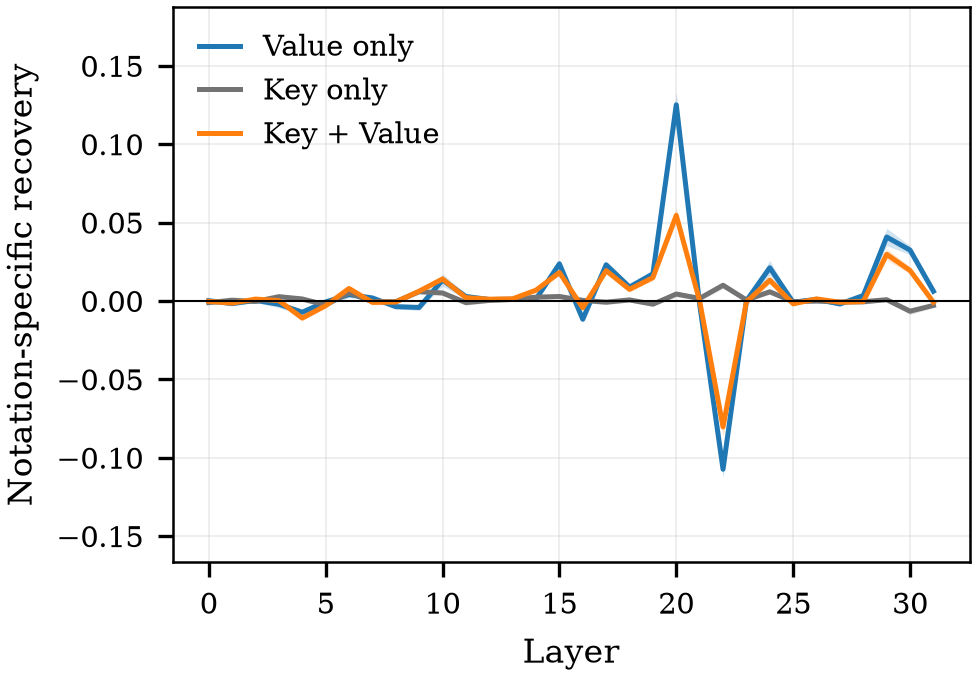 Value only
Key only
Key + Value
Notation-specific recovery
0.15
0.10
0.05
0.00
−0.05
−0.10
−0.15
0 5 10 15 20 25 30
Layer